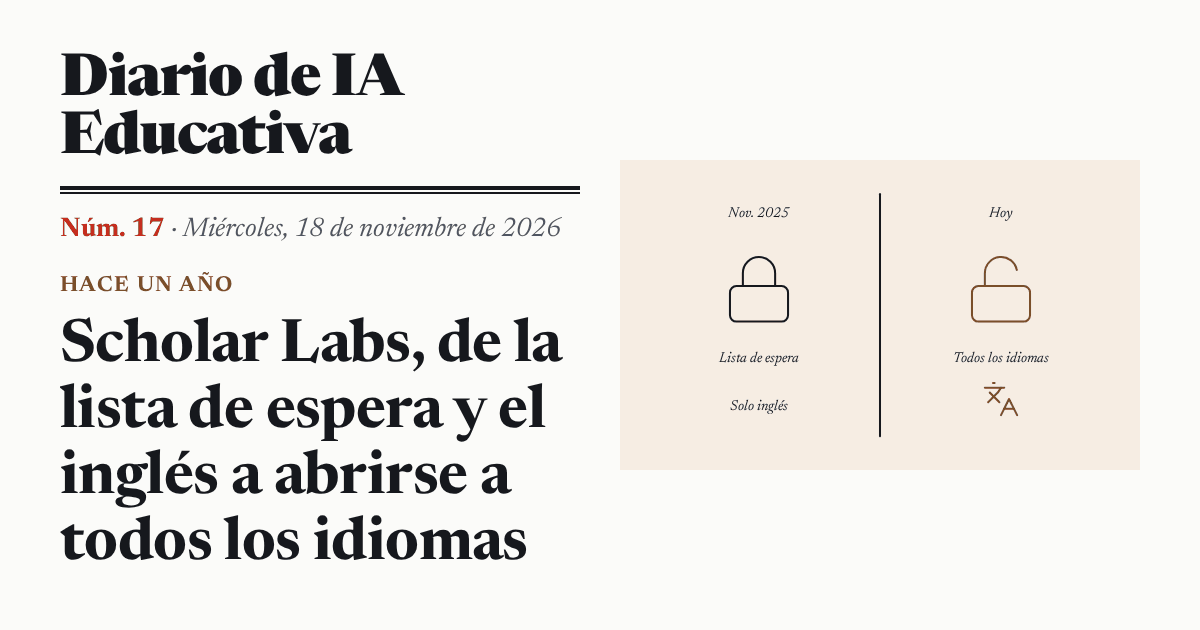 Diario de IA
Educativa
Núm. 17 · Miércoles, 18 de noviembre de 2026
HACE UN AÑO
Scholar Labs, de la
lista de espera y el
inglés a abrirse a
todos los idiomas
Nov. 2025
Lista de espera
Solo inglés
Hoy
Todos los idiomas
文A